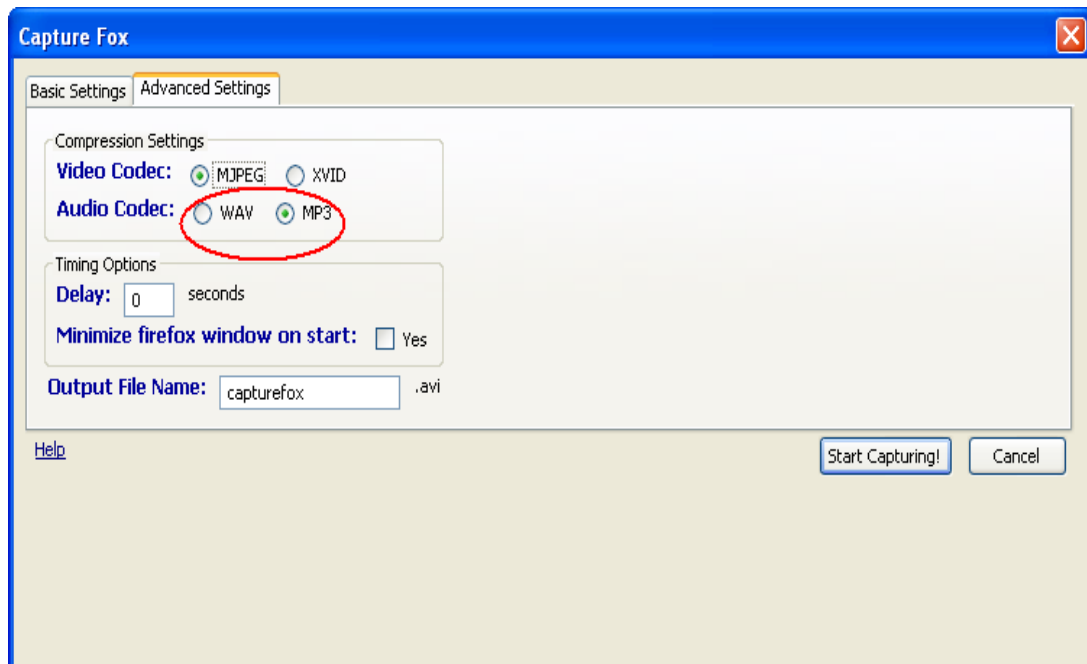 Capture Fox
Basic Settings Advanced Settings
Compression Settings
Video Codec: MJPEG XVID
Audio Codec: WAV MP3
Timing Options
Delay: 0 seconds
Minimize firefox window on start: Yes
Output File Name: capturefox .avi
Help Start Capturing! Cancel